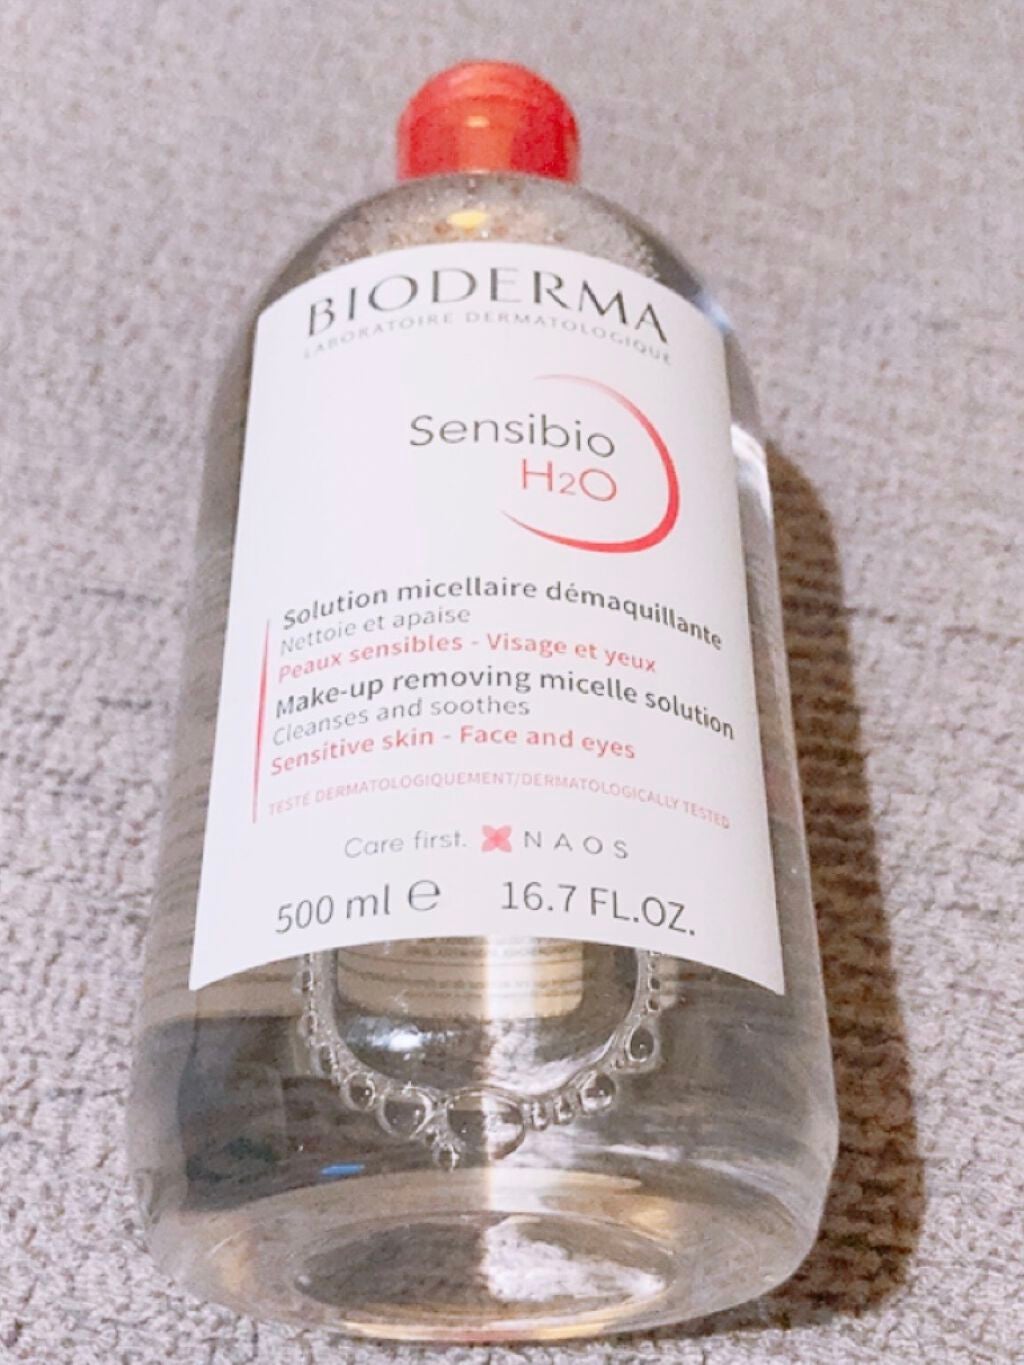 BIODERMA
LABORATOIRE DERMATOLOGIQUE
Sensibio
H2O
Solution micellaire démaquillante
Nettoie et apaise
Peaux sensibles - Visage et yeux
Make-up removing micelle solution
Cleanses and soothes
Sensitive skin - Face and eyes
TESTÉ DERMATOLOGIQUEMENT/DERMATOLOGICALLY TESTED
Care first. NAOS
500 ml ℮ 16.7 FL.OZ.